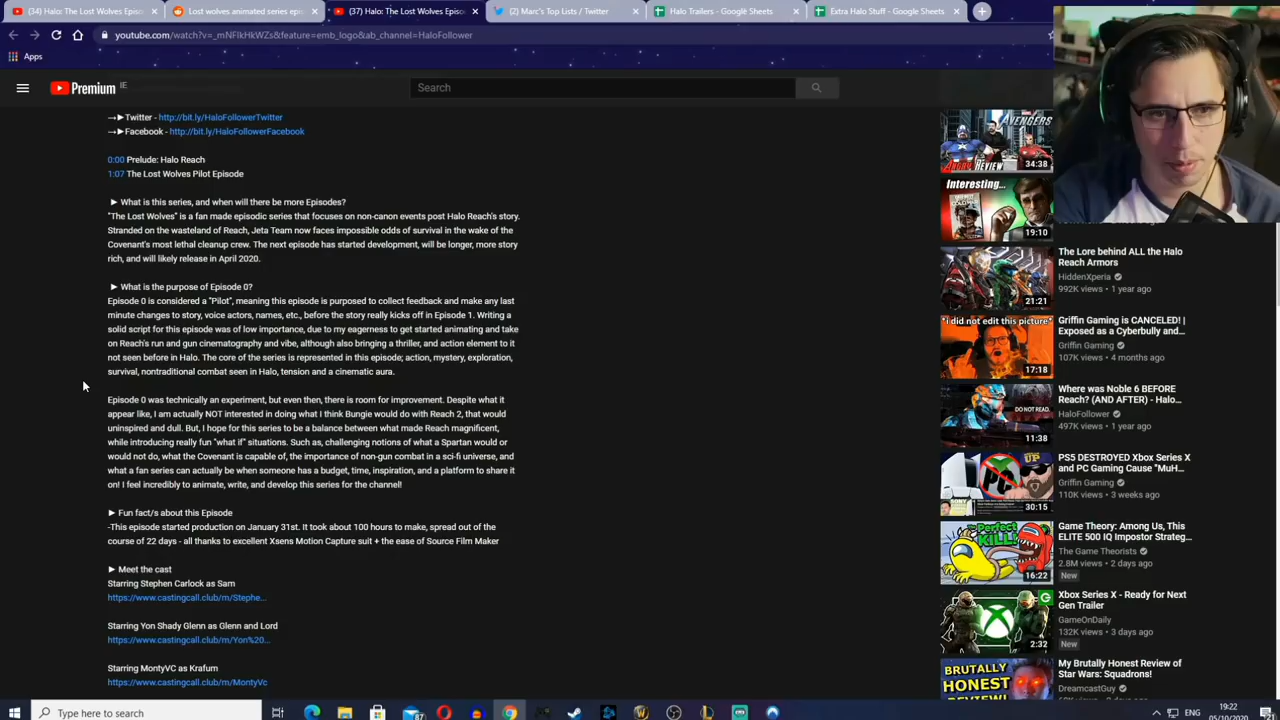 (34) Halo: The Lost Wolves Episo
Lost wolves animated series epi
(37) Halo: The Lost Wolves Episo
(2) Marc's Top Lists / Twitter
Halo Trailers - Google Sheets
Extra Halo Stuff - Google Sheets
youtube.com/watch?v=_mNFlkHkWZs&feature=emb_logo&ab_channel=HaloFollower
Apps
Premium IE
Search
→►Twitter - http://bit.ly/HaloFollowerTwitter
→►Facebook - http://bit.ly/HaloFollowerFacebook
0:00 Prelude: Halo Reach
1:07 The Lost Wolves Pilot Episode
► What is this series, and when will there be more Episodes?
"The Lost Wolves" is a fan made episodic series that focuses on non-canon events post Halo Reach's story.
Stranded on the wasteland of Reach, Jeta Team now faces impossible odds of survival in the wake of the
Covenant's most lethal cleanup crew. The next episode has started development, will be longer, more story
rich, and will likely release in April 2020.
► What is the purpose of Episode 0?
Episode 0 is considered a "Pilot", meaning this episode is purposed to collect feedback and make any last
minute changes to story, voice actors, names, etc., before the story really kicks off in Episode 1. Writing a
solid script for this episode was of low importance, due to my eagerness to get started animating and take
on Reach's run and gun cinematography and vibe, although also bringing a thriller, and action element to it
not seen before in Halo. The core of the series is represented in this episode; action, mystery, exploration,
survival, nontraditional combat seen in Halo, tension and a cinematic aura.
Episode 0 was technically an experiment, but even then, there is room for improvement. Despite what it
appear like, I am actually NOT interested in doing what I think Bungie would do with Reach 2, that would
uninspired and dull. But, I hope for this series to be a balance between what made Reach magnificent,
while introducing really fun "what if" situations. Such as, challenging notions of what a Spartan would or
would not do, what the Covenant is capable of, the importance of non-gun combat in a sci-fi universe, and
what a fan series can actually be when someone has a budget, time, inspiration, and a platform to share it
on! I feel incredibly to animate, write, and develop this series for the channel!
► Fun fact/s about this Episode
-This episode started production on January 31st. It took about 100 hours to make, spread out of the
course of 22 days - all thanks to excellent Xsens Motion Capture suit + the ease of Source Film Maker
► Meet the cast
Starring Stephen Carlock as Sam
https://www.castingcall.club/m/Stephe...
Starring Yon Shady Glenn as Glenn and Lord
https://www.castingcall.club/m/Yon%20...
Starring MontyVC as Krafum
https://www.castingcall.club/m/MontyVc
AVENGERS
ANGRY REVIEW
34:38
Interesting...
19:10
The Lore behind ALL the Halo
Reach Armors
HiddenXperia
992K views • 1 year ago
21:21
*i did not edit this picture*
Griffin Gaming is CANCELED! |
Exposed as a Cyberbully and...
Griffin Gaming
107K views • 4 months ago
17:18
Where was Noble 6 BEFORE
Reach? (AND AFTER) - Halo...
HaloFollower
497K views • 1 year ago
DO NOT READ.
11:38
PS5 DESTROYED Xbox Series X
and PC Gaming Cause "MuH...
Griffin Gaming
110K views • 3 weeks ago
PC
30:15
The Perfect
KILL!
Game Theory: Among Us, This
ELITE 500 IQ Impostor Strateg...
The Game Theorists
2.8M views • 2 days ago
New
16:22
Xbox Series X - Ready for Next
Gen Trailer
GameOnDaily
132K views • 3 days ago
New
2:32
BRUTALLY
HONEST
REVIEW!
My Brutally Honest Review of
Star Wars: Squadrons!
DreamcastGuy
Type here to search
ENG
19:22
05/10/2020